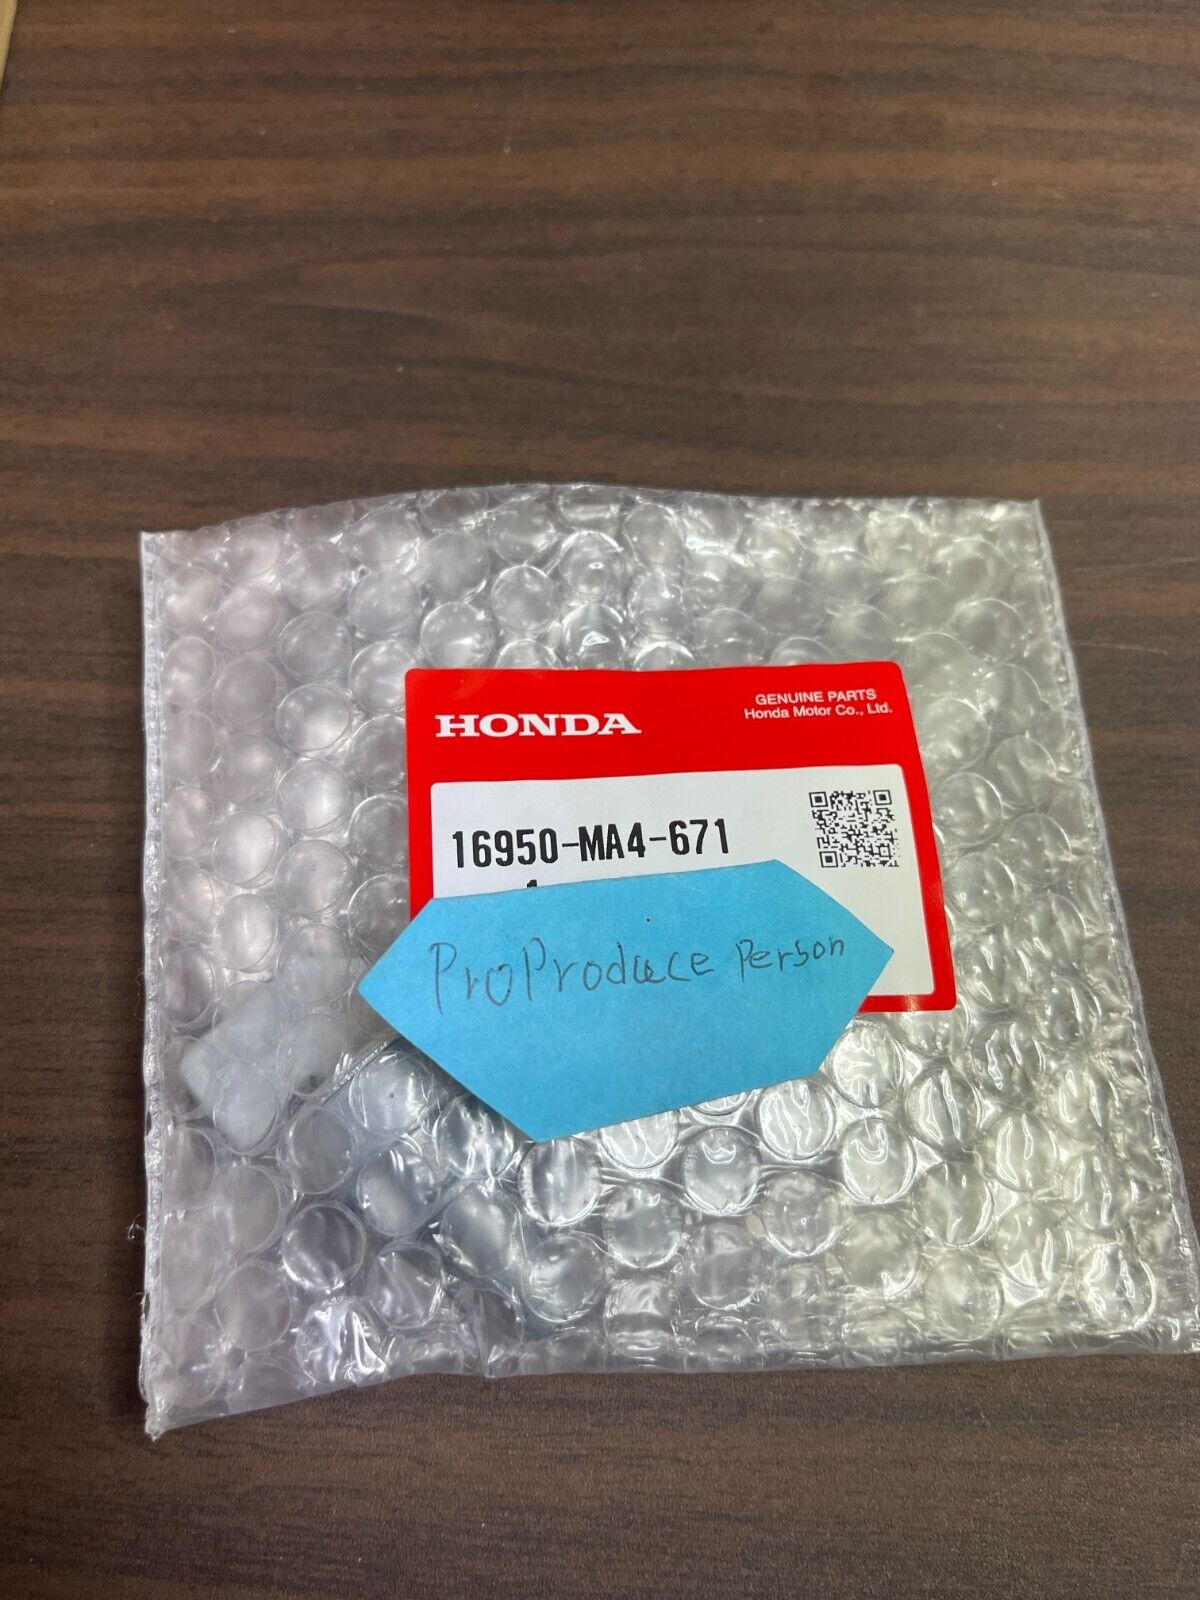 HONDA
GENUINE PARTS
Honda Motor Co., Ltd.
16950-MA4-671
ProProduce Person